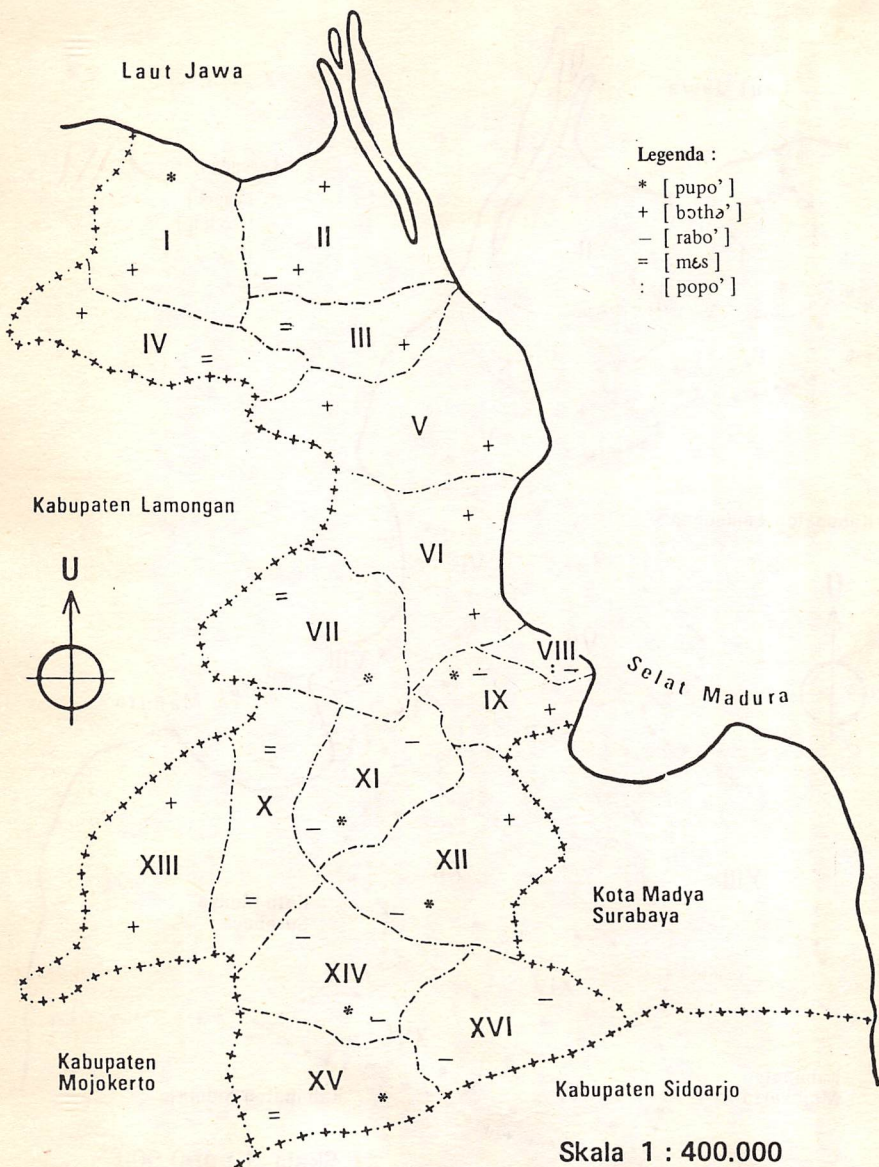 Laut Jawa
Legenda :
* [ pupo' ]
+ [ bɔthə' ]
– [ rabo' ]
= [ mɛs ]
: [ popo' ]
I
II
III
IV
V
Kabupaten Lamongan
VI
U
VII
VIII
Selat Madura
IX
XI
X
XII
XIII
Kota Madya
Surabaya
XIV
XVI
Kabupaten
Mojokerto
XV
Kabupaten Sidoarjo
Skala 1 : 400.000